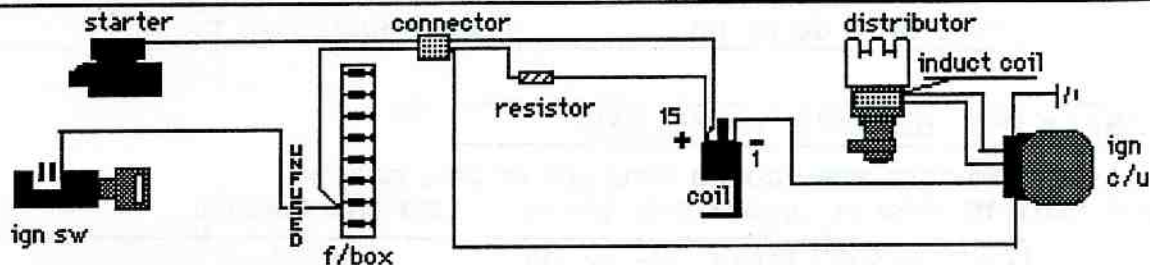 starter
connector
distributor
induct coil
resistor
15
+
-
1
coil
ign
c/u
UNFUSED
ign sw
f/box